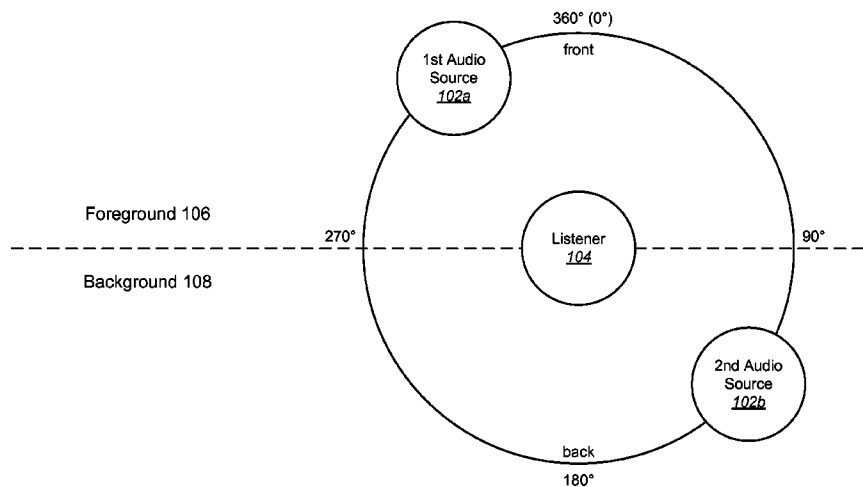 360° (0°)
front
1st Audio
Source
102a
Foreground 106
270°
Listener
104
90°
Background 108
2nd Audio
Source
102b
back
180°